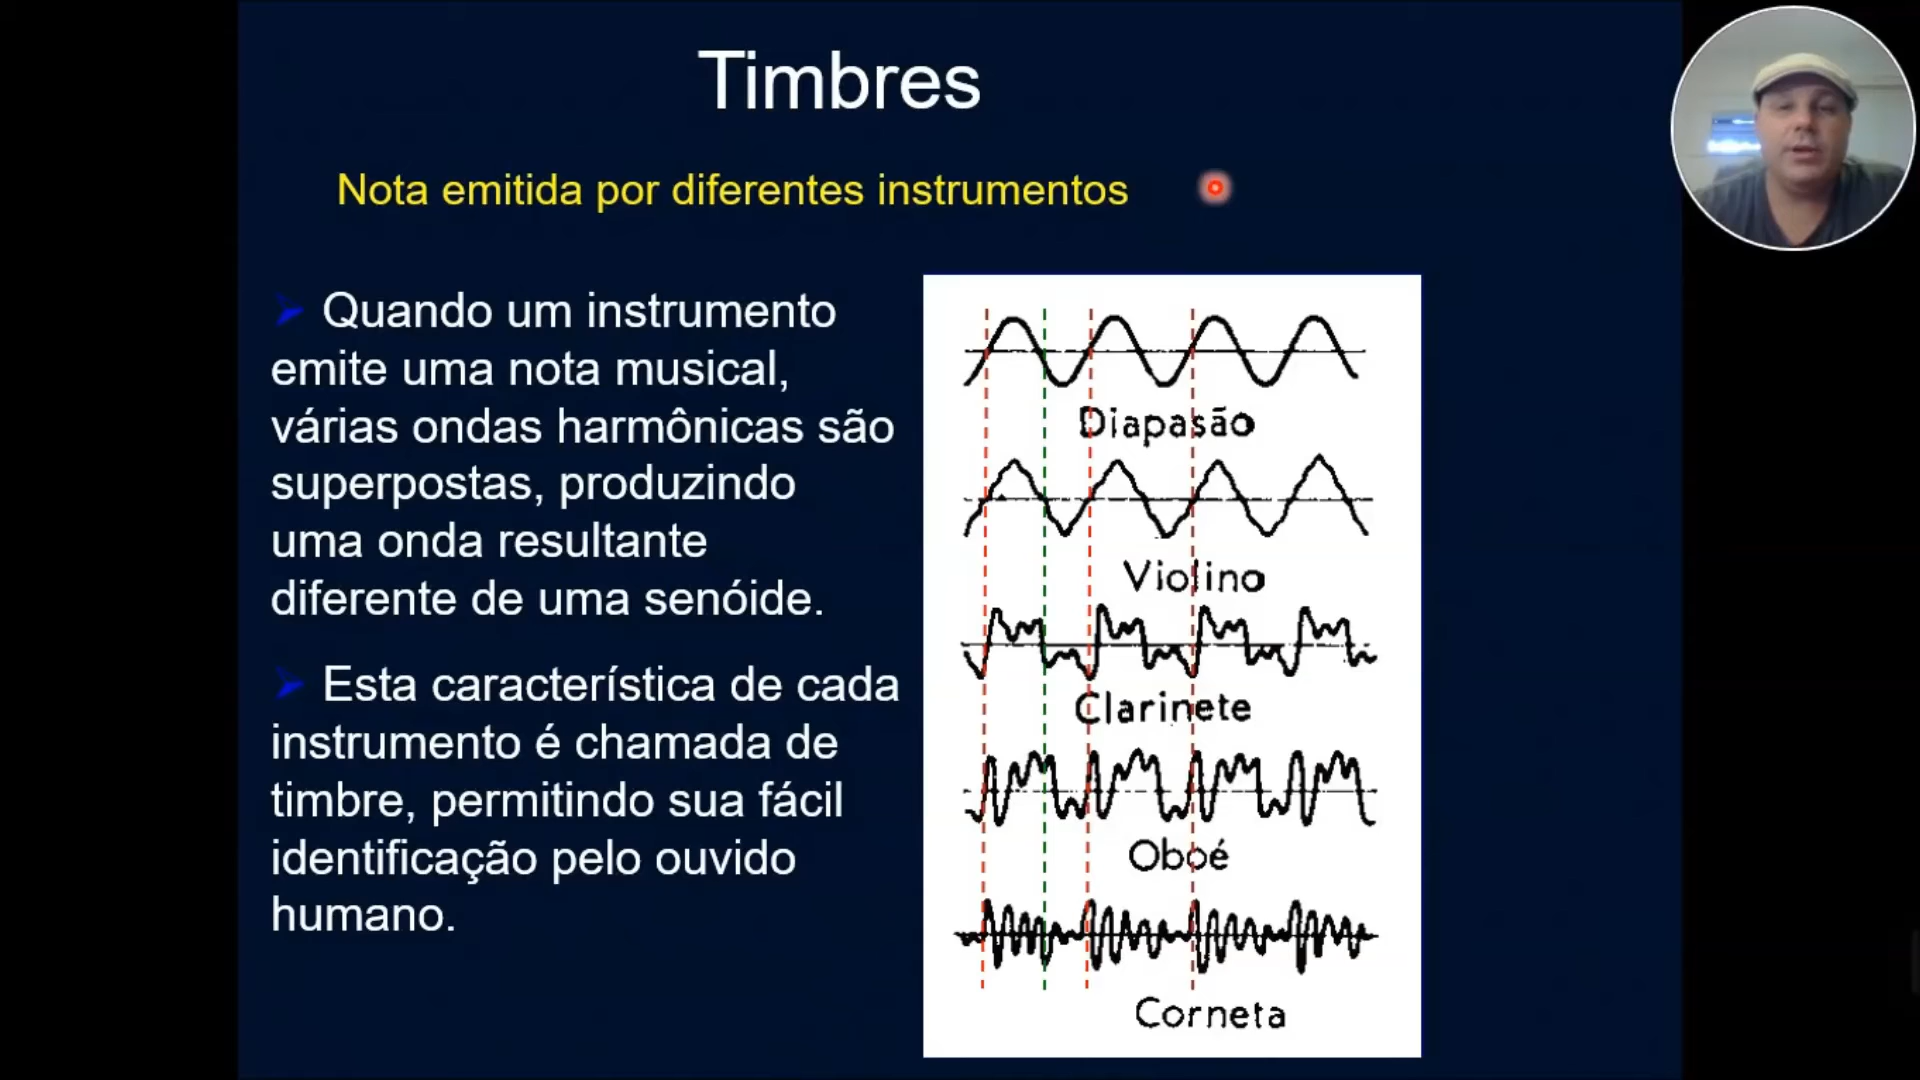 Timbres
Nota emitida por diferentes instrumentos
Quando um instrumento
emite uma nota musical,
várias ondas harmônicas são
superpostas, produzindo
uma onda resultante
diferente de uma senóide.
Esta característica de cada
instrumento é chamada de
timbre, permitindo sua fácil
identificação pelo ouvido
humano.
Diapasão
Violino
Clarinete
Oboé
Corneta